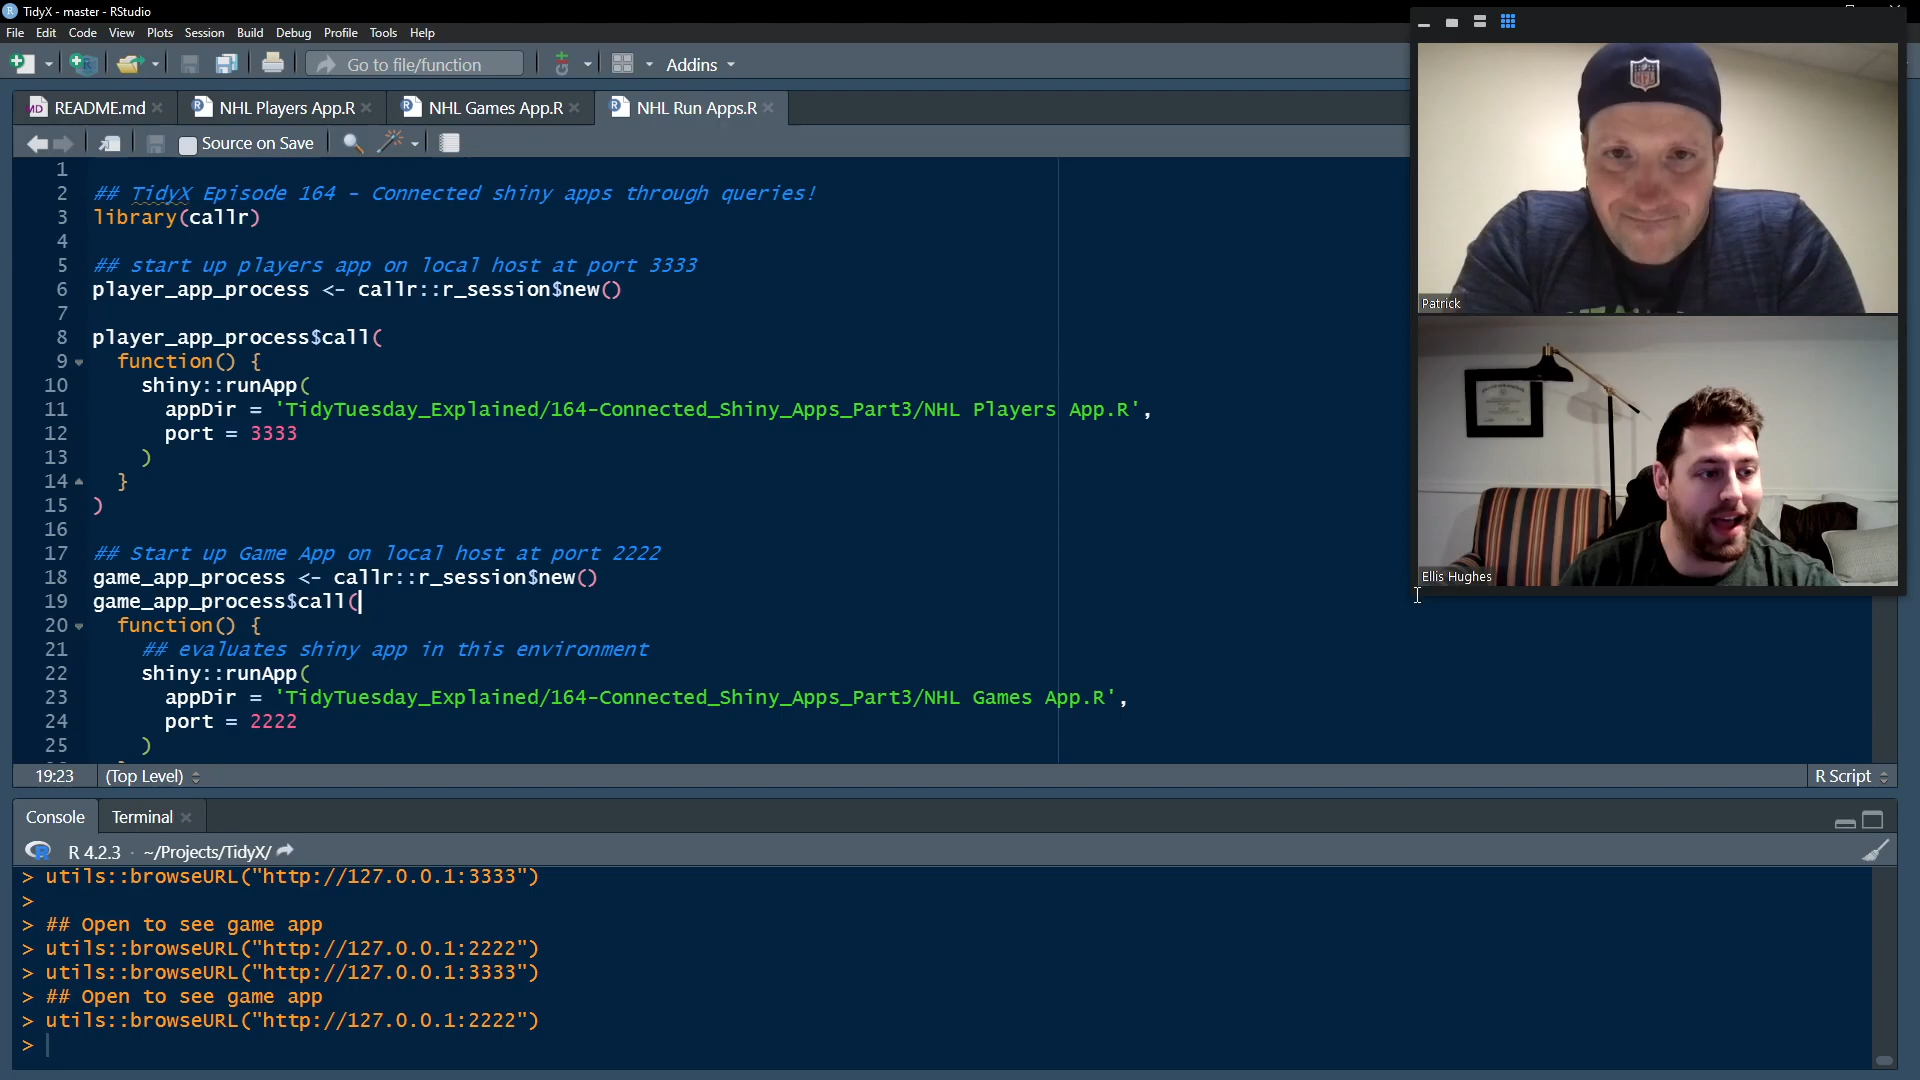 TidyX - master - RStudio
File Edit Code View Plots Session Build Debug Profile Tools Help
Go to file/function Addins
README.md NHL Players App.R NHL Games App.R NHL Run Apps.R
Source on Save
1
2 ## TidyX Episode 164 - Connected shiny apps through queries!
3 library(callr)
4
5 ## start up players app on local host at port 3333
6 player_app_process <- callr::r_session$new()
7
8 player_app_process$call(
9 function() {
10 shiny::runApp(
11 appDir = 'TidyTuesday_Explained/164-Connected_Shiny_Apps_Part3/NHL Players App.R',
12 port = 3333
13 )
14 }
15 )
16
17 ## Start up Game App on local host at port 2222
18 game_app_process <- callr::r_session$new()
19 game_app_process$call(
20 function() {
21 ## evaluates shiny app in this environment
22 shiny::runApp(
23 appDir = 'TidyTuesday_Explained/164-Connected_Shiny_Apps_Part3/NHL Games App.R',
24 port = 2222
25 )
19:23 (Top Level) R Script
Console Terminal
R 4.2.3 · ~/Projects/TidyX/
> utils::browseURL("http://127.0.0.1:3333")
>
> ## Open to see game app
> utils::browseURL("http://127.0.0.1:2222")
> utils::browseURL("http://127.0.0.1:3333")
> ## Open to see game app
> utils::browseURL("http://127.0.0.1:2222")
>
NFL
Patrick
Ellis Hughes